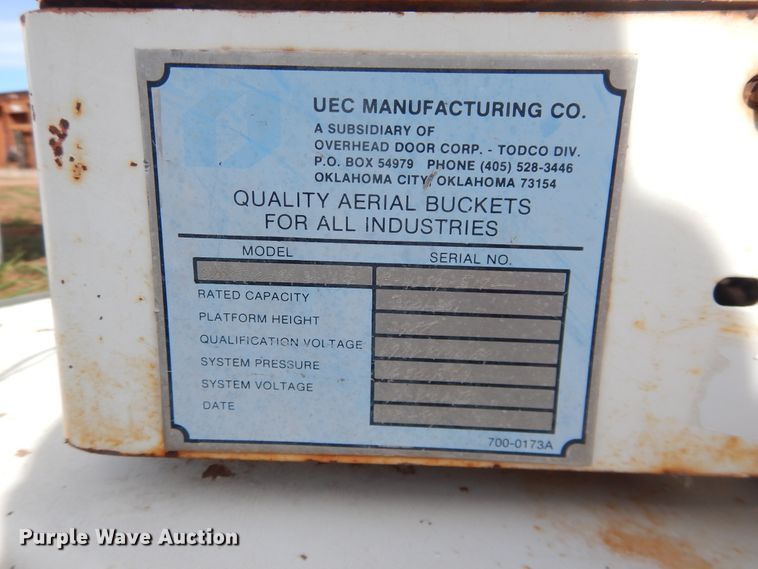 UEC MANUFACTURING CO.
A SUBSIDIARY OF
OVERHEAD DOOR CORP. - TODCO DIV.
P.O. BOX 54979 PHONE (405) 528-3446
OKLAHOMA CITY, OKLAHOMA 73154
QUALITY AERIAL BUCKETS
FOR ALL INDUSTRIES
MODEL SERIAL NO.
RATED CAPACITY
PLATFORM HEIGHT
QUALIFICATION VOLTAGE
SYSTEM PRESSURE
SYSTEM VOLTAGE
DATE
700-0173A
Purple Wave Auction